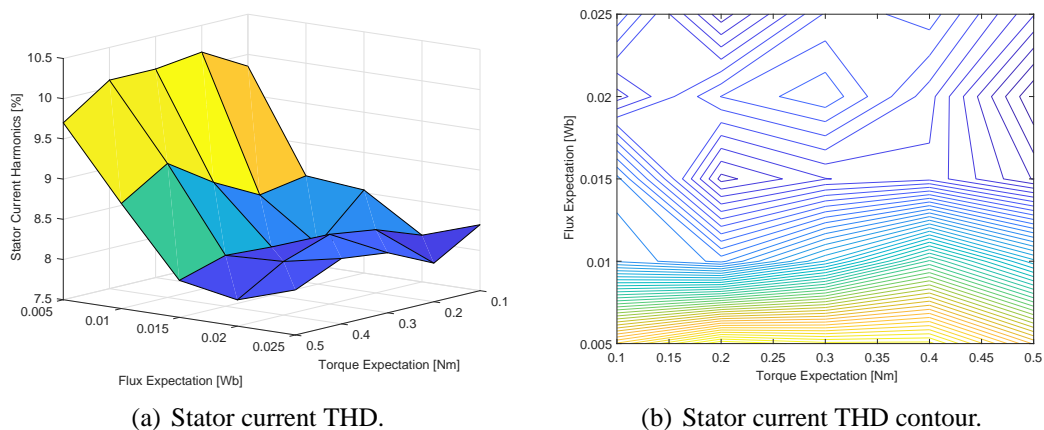 10.5
10
9.5
9
8.5
8
7.5
Stator Current Harmonics [%]
0.005
0.01
0.015
0.02
0.025
Flux Expectation [Wb]
0.5
0.4
0.3
0.2
0.1
Torque Expectation [Nm]
(a) Stator current THD.
0.025
0.02
0.015
0.01
0.005
Flux Expectation [Wb]
0.1 0.15 0.2 0.25 0.3 0.35 0.4 0.45 0.5
Torque Expectation [Nm]
(b) Stator current THD contour.